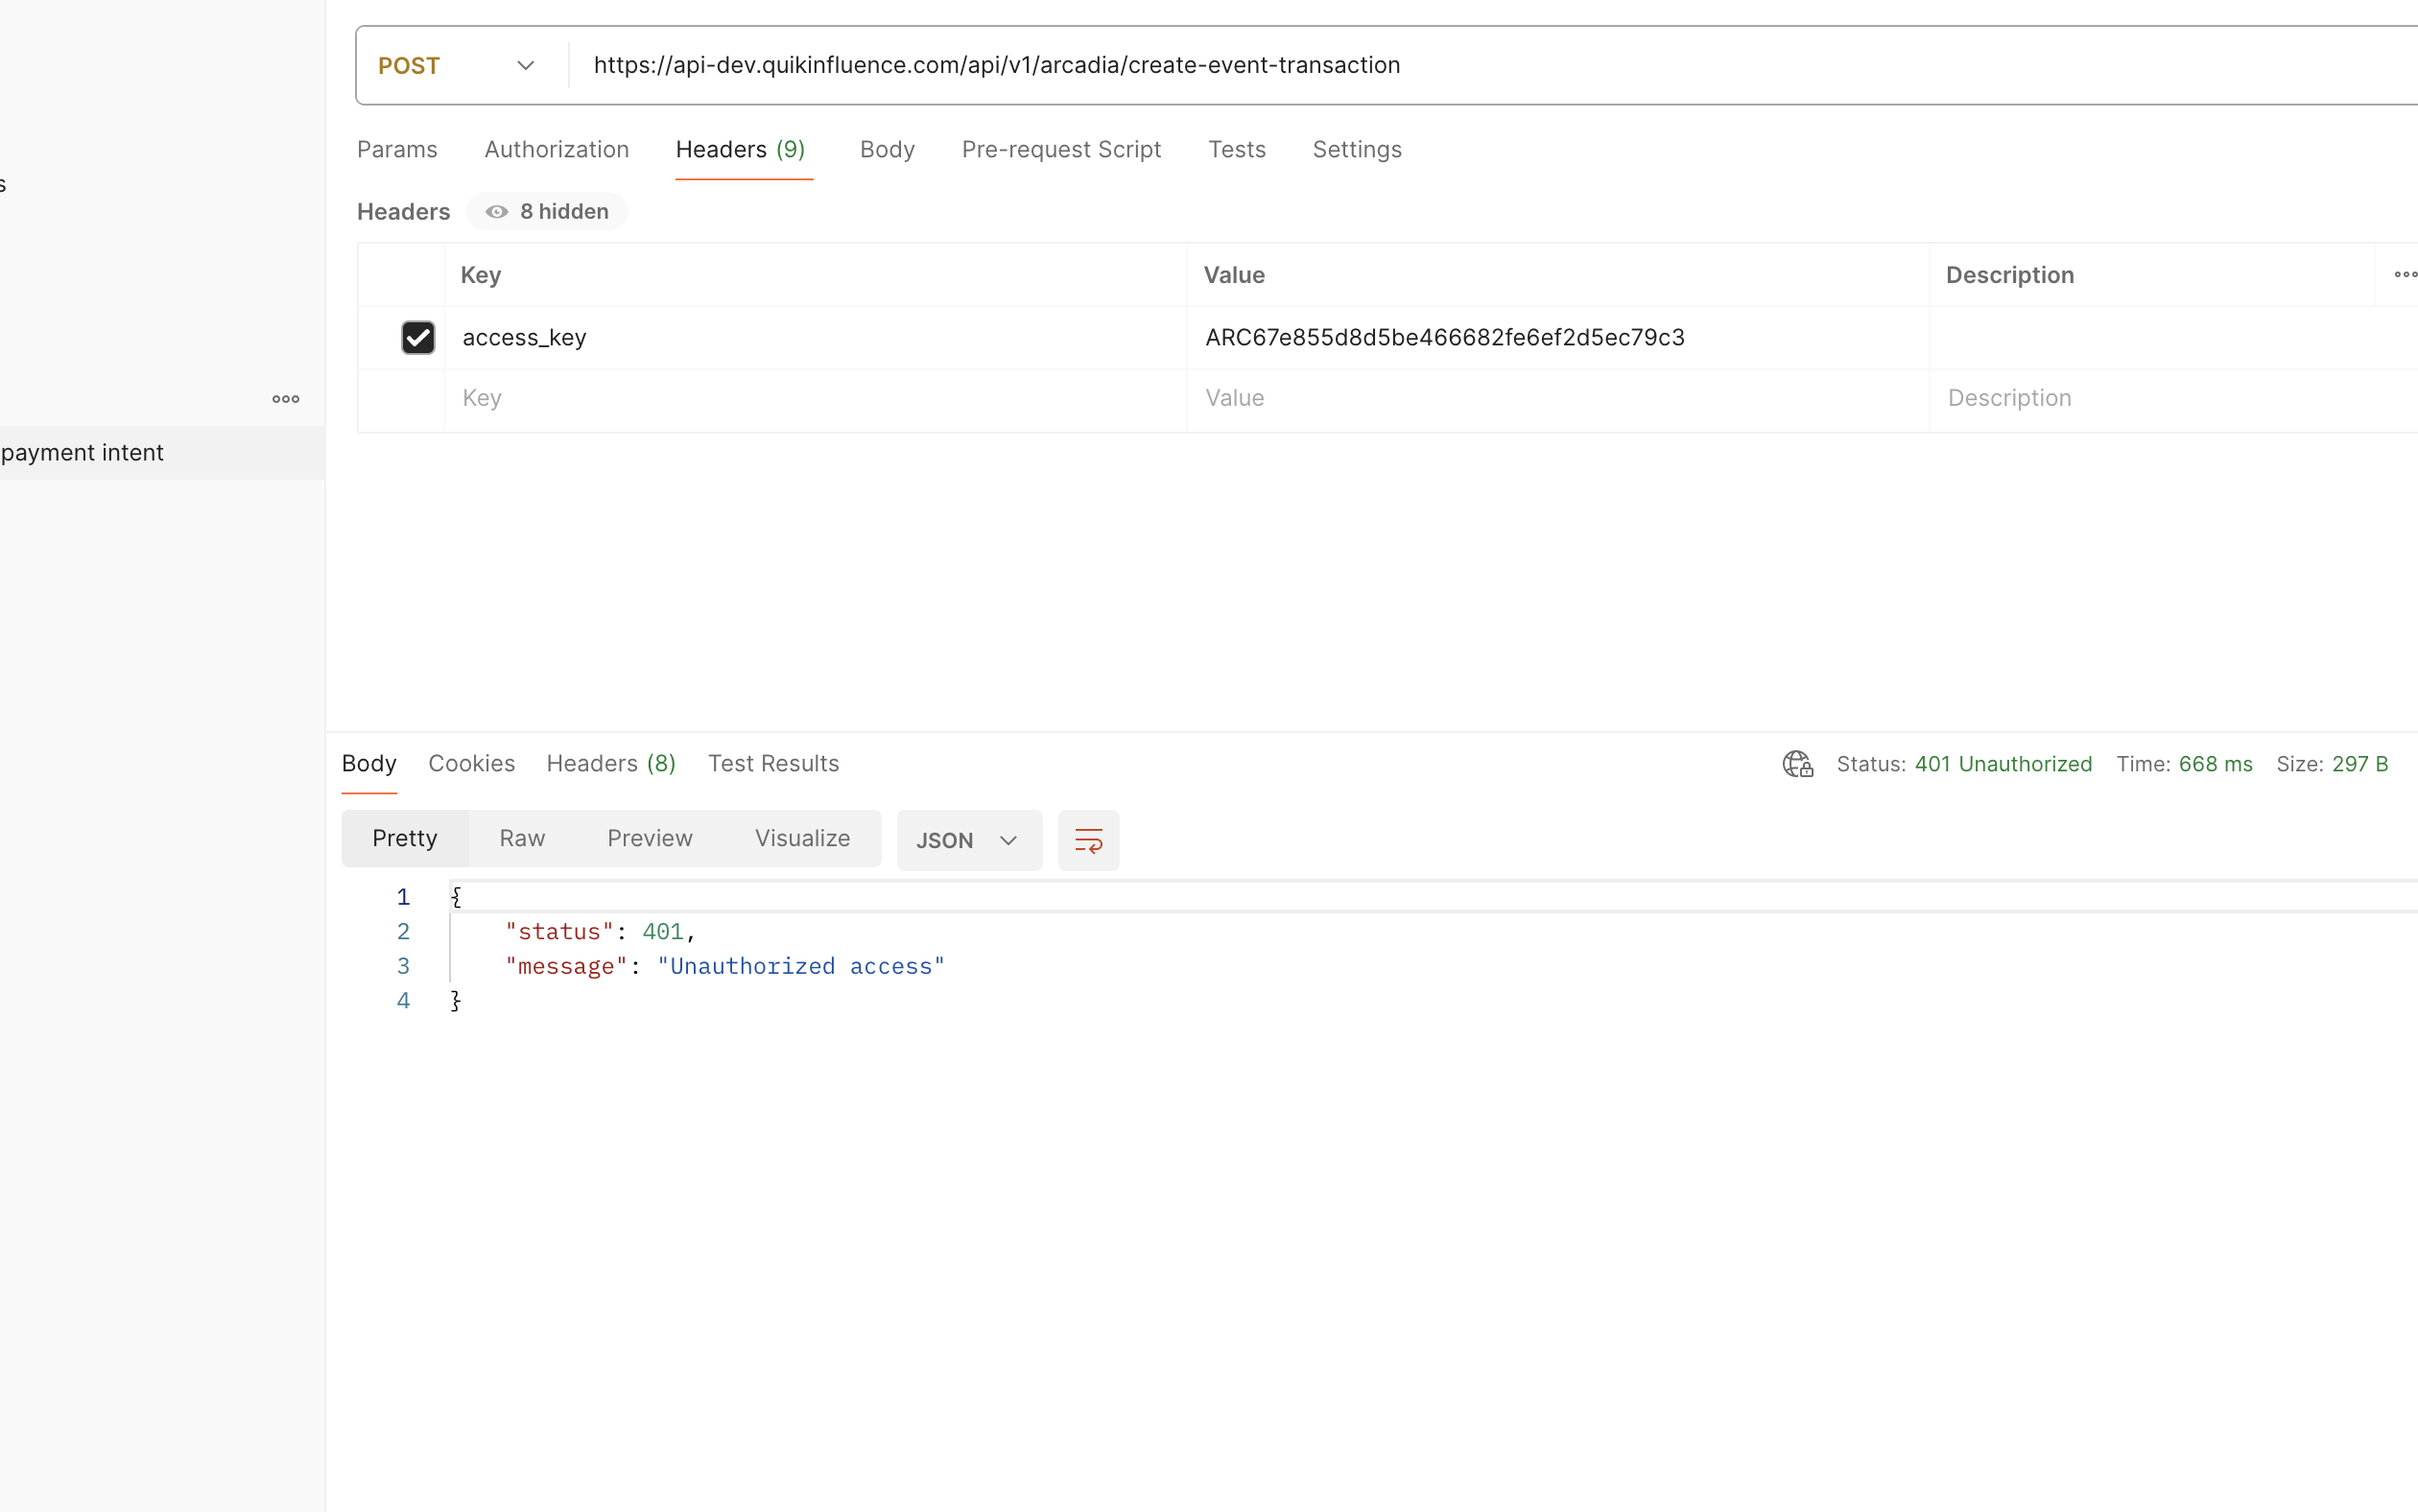 POST https://api-dev.quikinfluence.com/api/v1/arcadia/create-event-transaction
Params Authorization Headers (9) Body Pre-request Script Tests Settings
s
Headers 8 hidden
Key Value Description
access_key ARC67e855d8d5be466682fe6ef2d5ec79c3
Key Value Description
payment intent
Body Cookies Headers (8) Test Results Status: 401 Unauthorized Time: 668 ms Size: 297 B
Pretty Raw Preview Visualize JSON
1 {
2 "status": 401,
3 "message": "Unauthorized access"
4 }